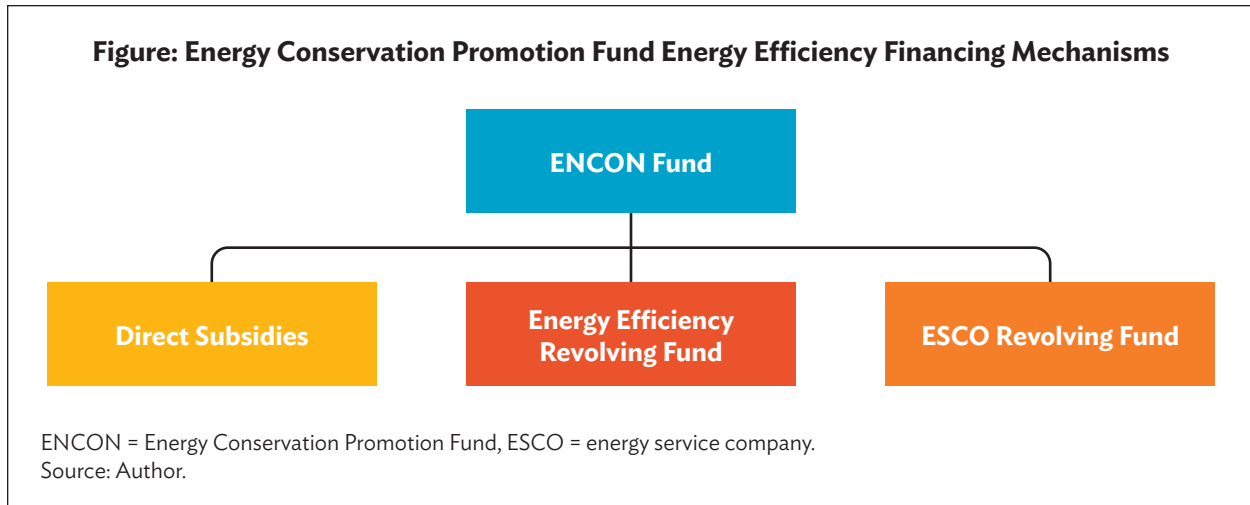 Figure: Energy Conservation Promotion Fund Energy Efficiency Financing Mechanisms
ENCON Fund
Direct Subsidies
Energy Efficiency
Revolving Fund
ESCO Revolving Fund
ENCON = Energy Conservation Promotion Fund, ESCO = energy service company.
Source: Author.